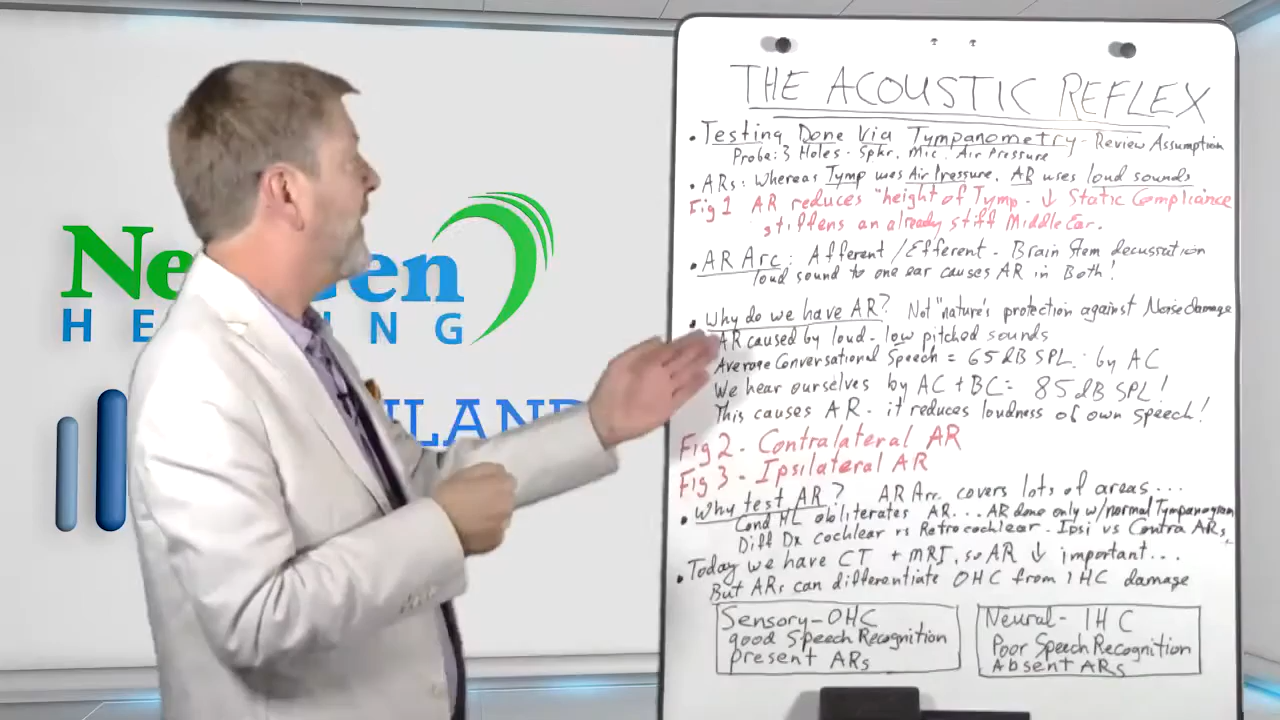 THE ACOUSTIC REFLEX
• Testing Done Via Tympanometry - Review Assumption
Probe: 3 Holes - Spkr, Mic, Air Pressure
• ARs: Whereas Tymp uses Air Pressure, AR uses loud sounds
Fig 1 AR reduces "height of Tymp - ↓ Static Compliance
stiffens an already stiff Middle Ear.
• AR Arc: Afferent / Efferent - Brain Stem decussation
loud sound to one ear causes AR in Both!
• Why do we have AR? Not "nature's protection against Noise damage
AR caused by loud - low pitched sounds
Average Conversational Speech = 65 dB SPL: by AC
We hear ourselves by AC + BC = 85 dB SPL!
This causes AR - it reduces loudness of own speech!
Fig 2 - Contralateral AR
Fig 3 - Ipsilateral AR
• Why test AR? AR Arc covers lots of areas...
Cond HL obliterates AR... AR done only w/normal Tympanogram
Diff Dx cochlear vs Retrocochlear - Ipsi vs Contra ARs
• Today we have CT + MRI, so AR ↓ important...
But ARs can differentiate OHC from IHC damage
Sensory - OHC
good Speech Recognition
present ARs
Neural - IHC
Poor Speech Recognition
Absent ARs
Ne en
HE ING
LAND